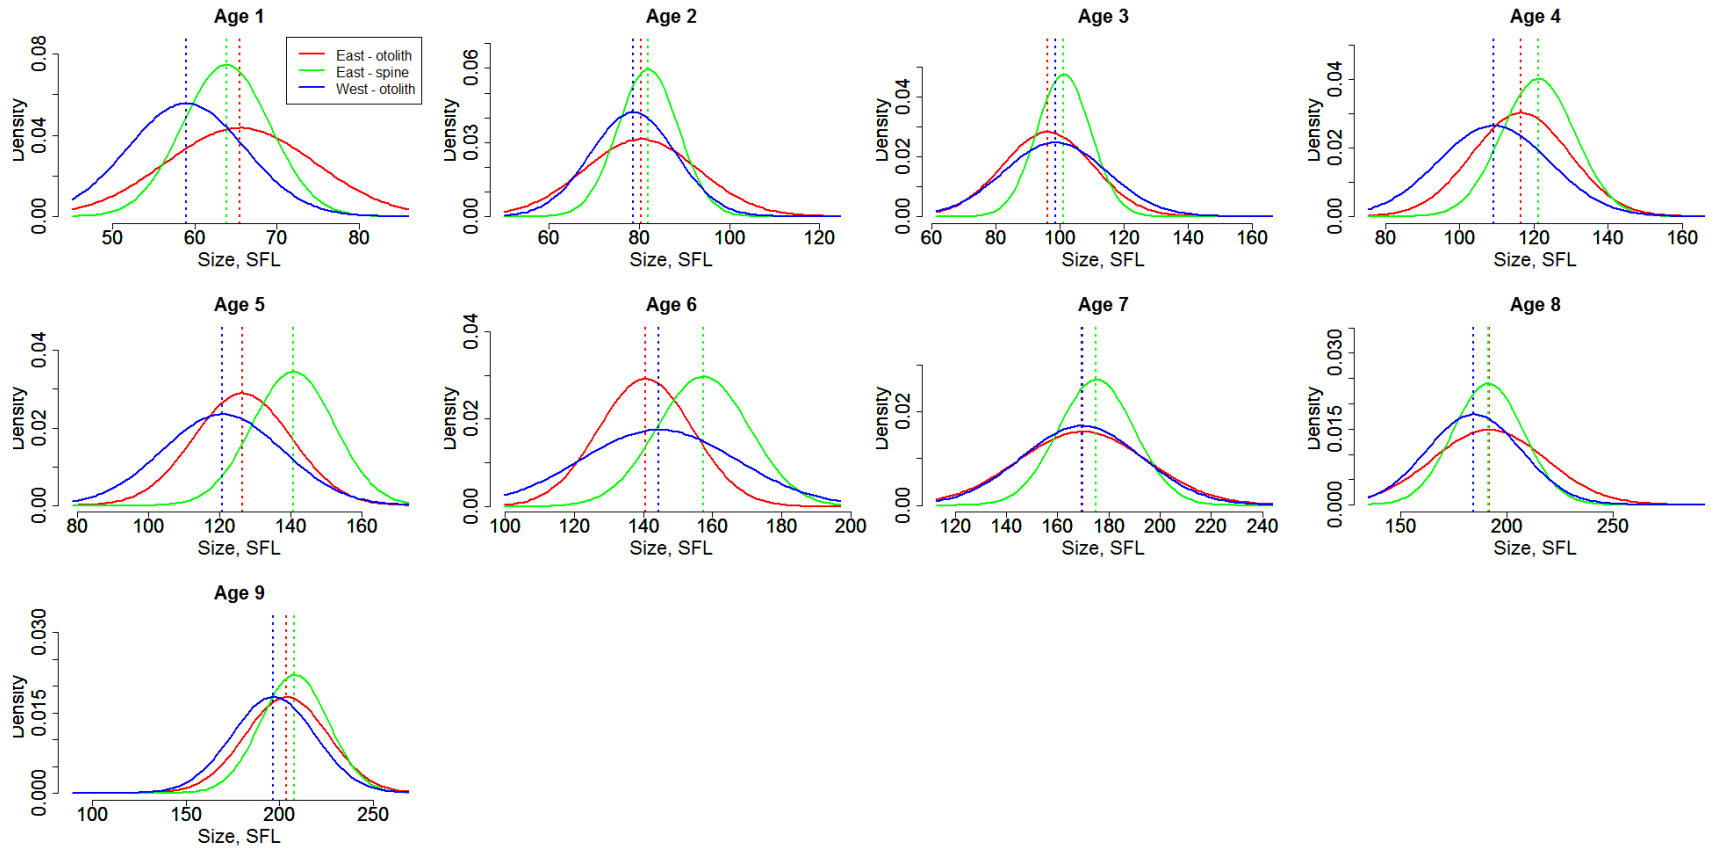 Age 1
0.00 0.04 0.08
Density
East - otolith
East - spine
West - otolith
50 60 70 80
Size, SFL
Age 2
0.00 0.03 0.06
Density
60 80 100 120
Size, SFL
Age 3
0.00 0.02 0.04
Density
60 80 100 120 140 160
Size, SFL
Age 4
0.00 0.02 0.04
Density
80 100 120 140 160
Size, SFL
Age 5
0.00 0.02 0.04
Density
80 100 120 140 160
Size, SFL
Age 6
0.00 0.02 0.04
Density
100 120 140 160 180 200
Size, SFL
Age 7
0.00 0.02
Density
120 160 200 220 240
Size, SFL
Age 8
0.000 0.015 0.030
Density
150 200 250
Size, SFL
Age 9
0.000 0.015 0.030
Density
100 150 200 250
Size, SFL